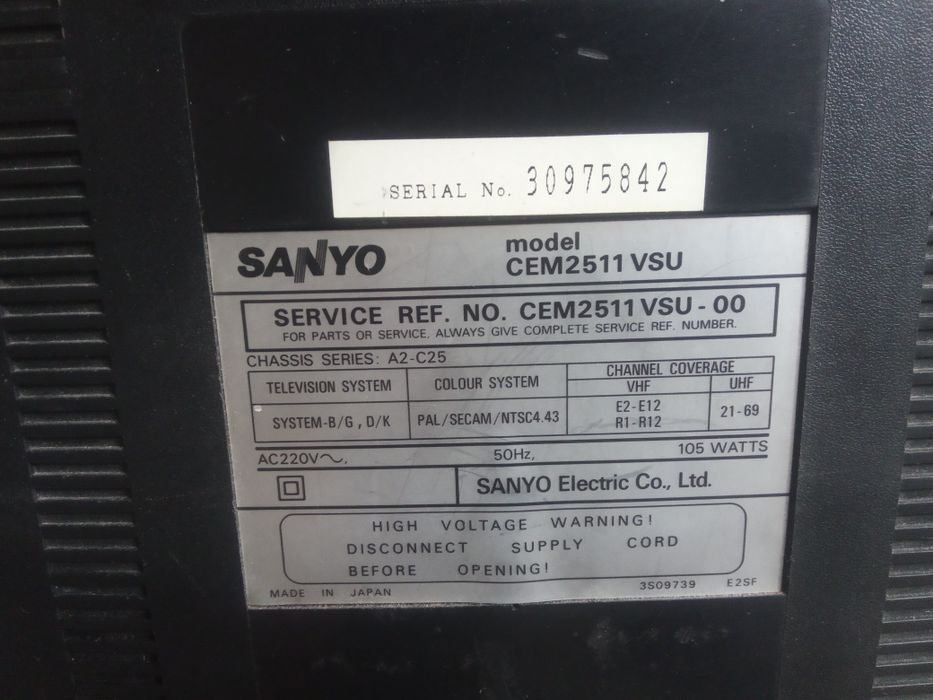 SERIAL No. 30975842
SANYO
model
CEM2511 VSU
SERVICE REF. NO. CEM2511 VSU - 00
FOR PARTS OR SERVICE, ALWAYS GIVE COMPLETE SERVICE REF. NUMBER.
CHASSIS SERIES: A2-C25
TELEVISION SYSTEM
COLOUR SYSTEM
CHANNEL COVERAGE
VHF
UHF
SYSTEM-B/G , D/K
PAL/SECAM/NTSC4.43
E2-E12
R1-R12
21-69
AC220V～, 50Hz, 105 WATTS
SANYO Electric Co., Ltd.
HIGH VOLTAGE WARNING!
DISCONNECT SUPPLY CORD
BEFORE OPENING!
MADE IN JAPAN 3S09739 E2SF